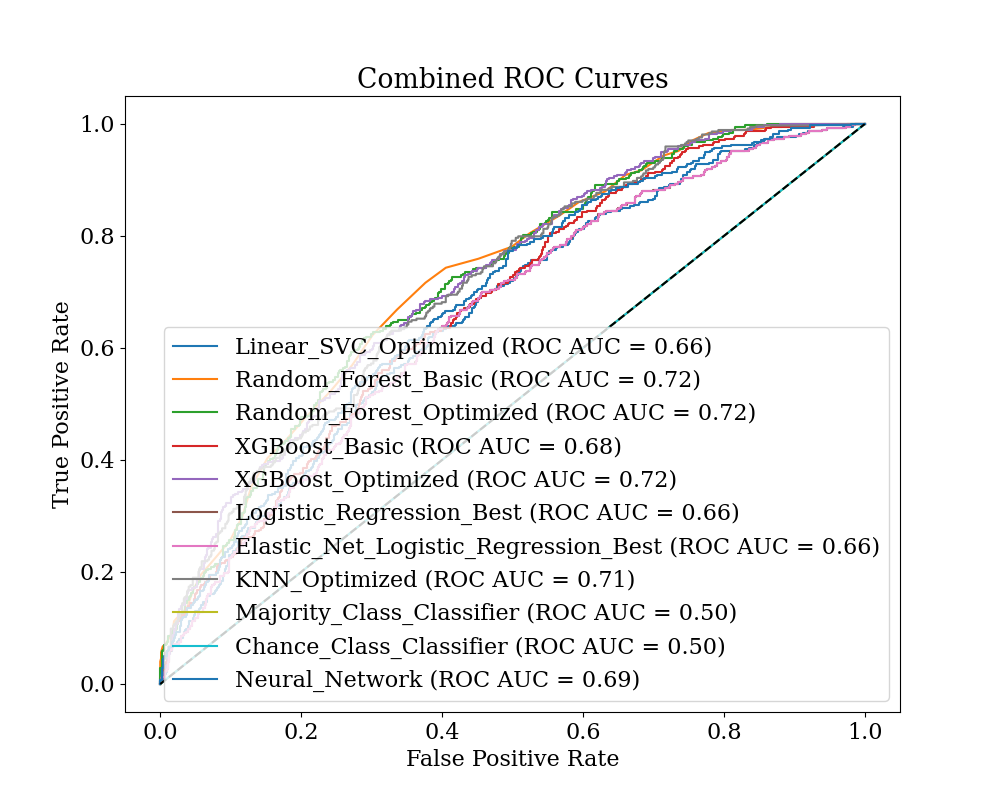 Combined ROC Curves
True Positive Rate
1.0
0.8
0.6
0.4
0.2
0.0
Linear_SVC_Optimized (ROC AUC = 0.66)
Random_Forest_Basic (ROC AUC = 0.72)
Random_Forest_Optimized (ROC AUC = 0.72)
XGBoost_Basic (ROC AUC = 0.68)
XGBoost_Optimized (ROC AUC = 0.72)
Logistic_Regression_Best (ROC AUC = 0.66)
Elastic_Net_Logistic_Regression_Best (ROC AUC = 0.66)
KNN_Optimized (ROC AUC = 0.71)
Majority_Class_Classifier (ROC AUC = 0.50)
Chance_Class_Classifier (ROC AUC = 0.50)
Neural_Network (ROC AUC = 0.69)
0.0 0.2 0.4 0.6 0.8 1.0
False Positive Rate